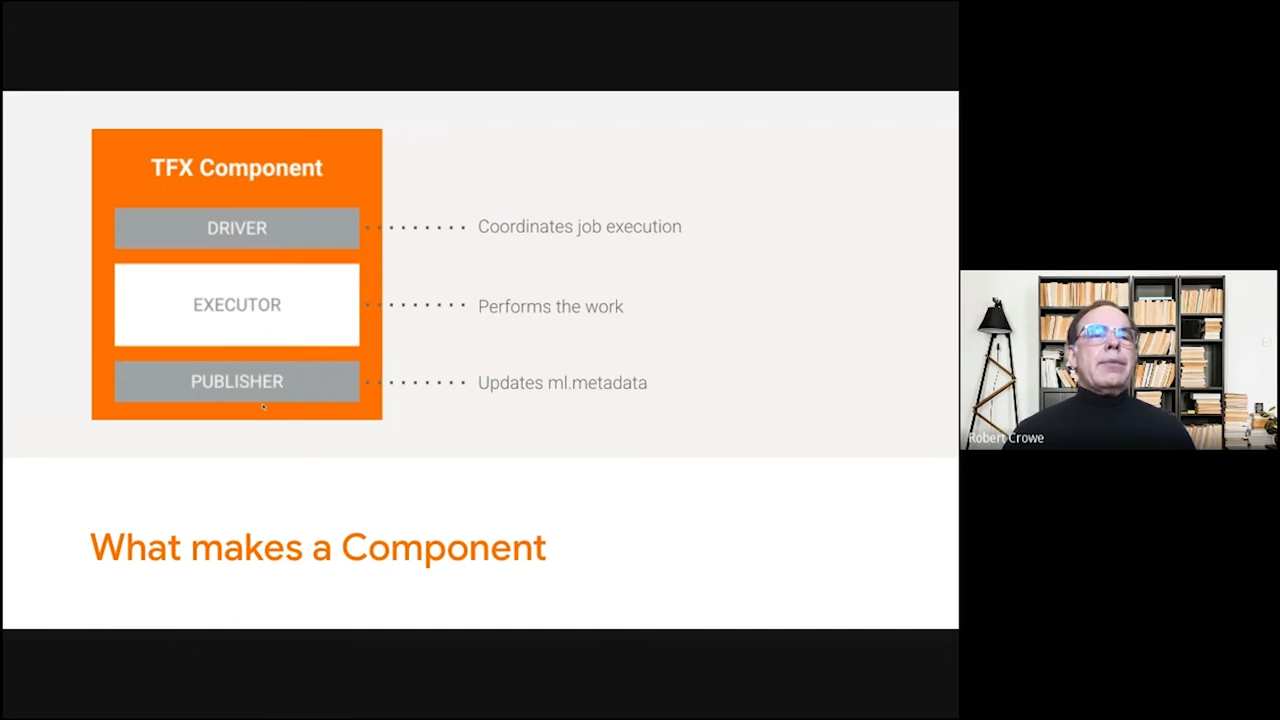 TFX Component
DRIVER
Coordinates job execution
EXECUTOR
Performs the work
PUBLISHER
Updates ml.metadata
What makes a Component
Robert Crowe